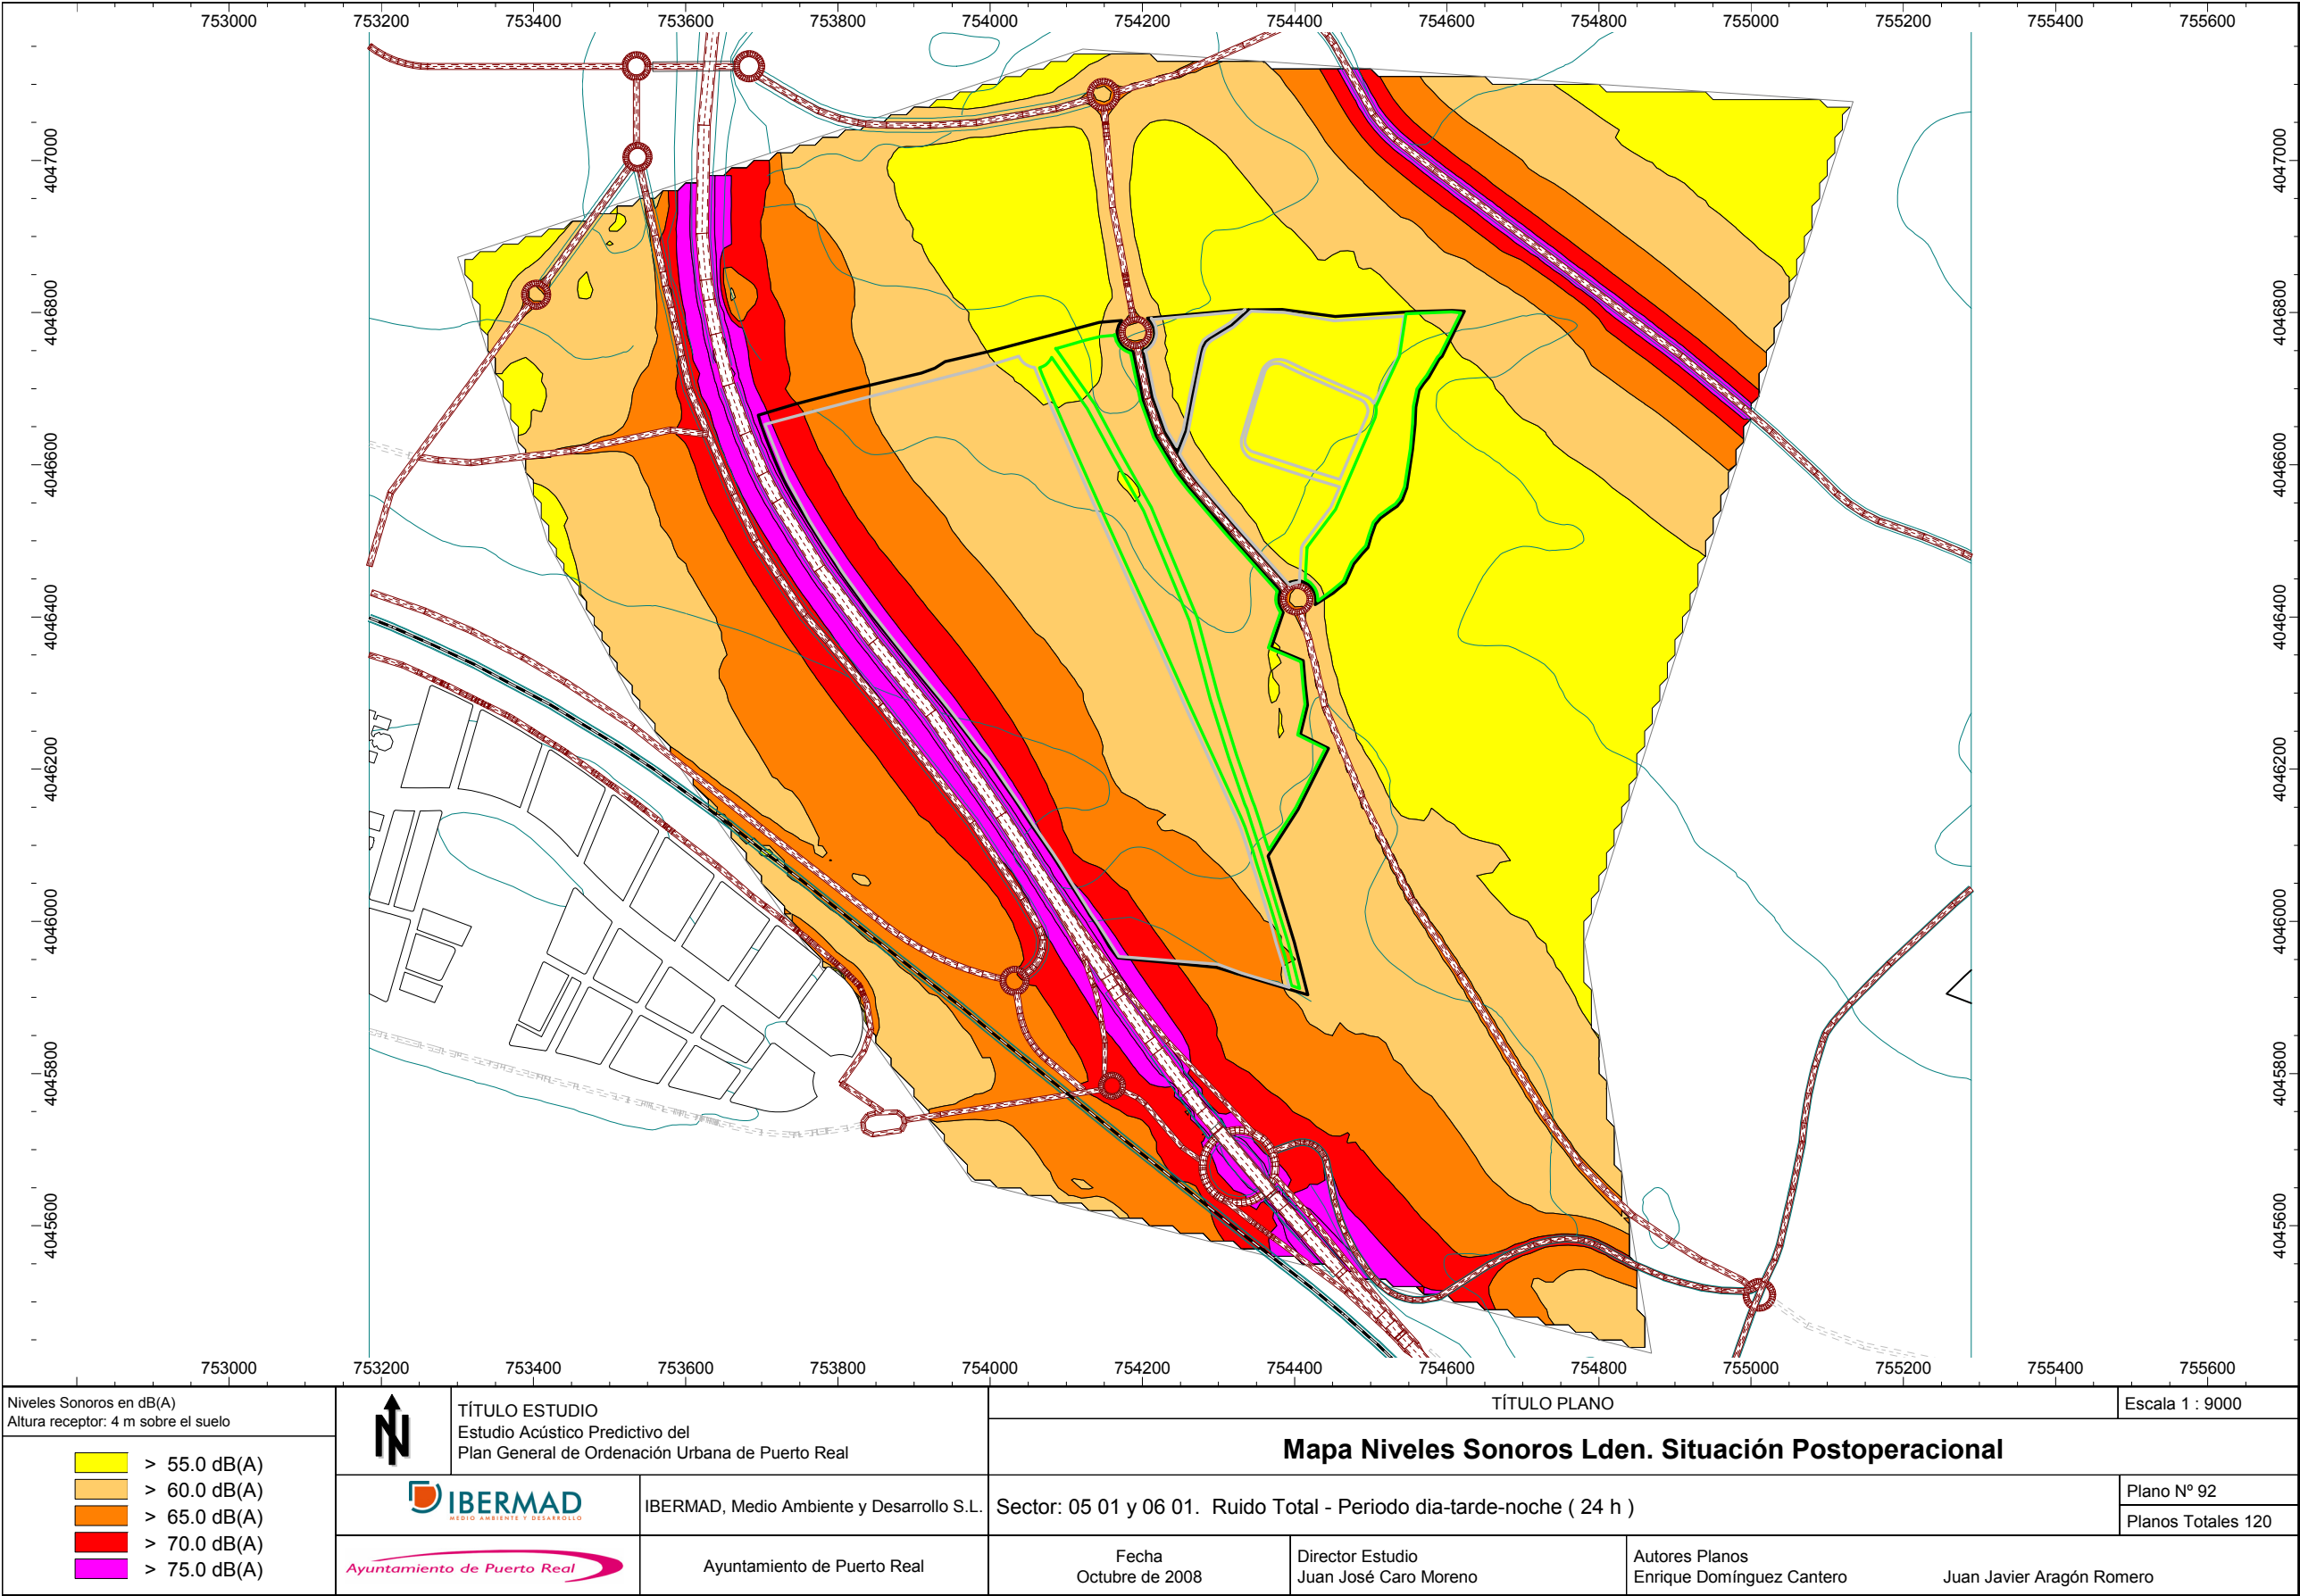 753000 753200 753400 753600 753800 754000 754200 754400 754600 754800 755000 755200 755400 755600
4047000 4047000
4046800 4046800
4046600 4046600
4046400 4046400
4046200 4046200
4046000 4046000
4045800 4045800
4045600 4045600
753000 753200 753400 753600 753800 754000 754200 754400 754600 754800 755000 755200 755400 755600
Niveles Sonoros en dB(A)
Altura receptor: 4 m sobre el suelo
> 55.0 dB(A)
> 60.0 dB(A)
> 65.0 dB(A)
> 70.0 dB(A)
> 75.0 dB(A)
N
TÍTULO ESTUDIO
Estudio Acústico Predictivo del
Plan General de Ordenación Urbana de Puerto Real
IBERMAD
MEDIO AMBIENTE Y DESARROLLO
IBERMAD, Medio Ambiente y Desarrollo S.L.
Ayuntamiento de Puerto Real
Ayuntamiento de Puerto Real
TÍTULO PLANO
Escala 1 : 9000
Mapa Niveles Sonoros Lden. Situación Postoperacional
Sector: 05 01 y 06 01. Ruido Total - Periodo dia-tarde-noche ( 24 h )
Plano Nº 92
Planos Totales 120
Fecha
Octubre de 2008
Director Estudio
Juan José Caro Moreno
Autores Planos
Enrique Domínguez Cantero Juan Javier Aragón Romero